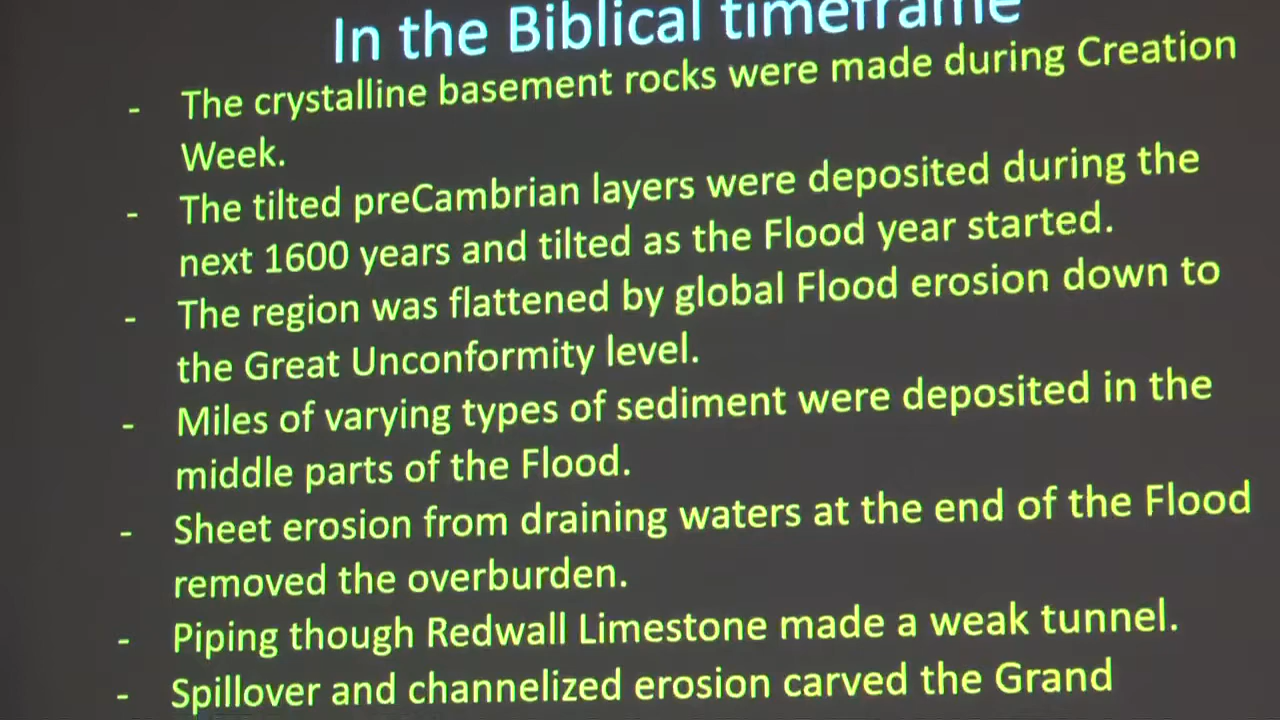 In the Biblical timeframe
- The crystalline basement rocks were made during Creation
Week.
- The tilted preCambrian layers were deposited during the
next 1600 years and tilted as the Flood year started.
- The region was flattened by global Flood erosion down to
the Great Unconformity level.
- Miles of varying types of sediment were deposited in the
middle parts of the Flood.
- Sheet erosion from draining waters at the end of the Flood
removed the overburden.
- Piping though Redwall Limestone made a weak tunnel.
- Spillover and channelized erosion carved the Grand